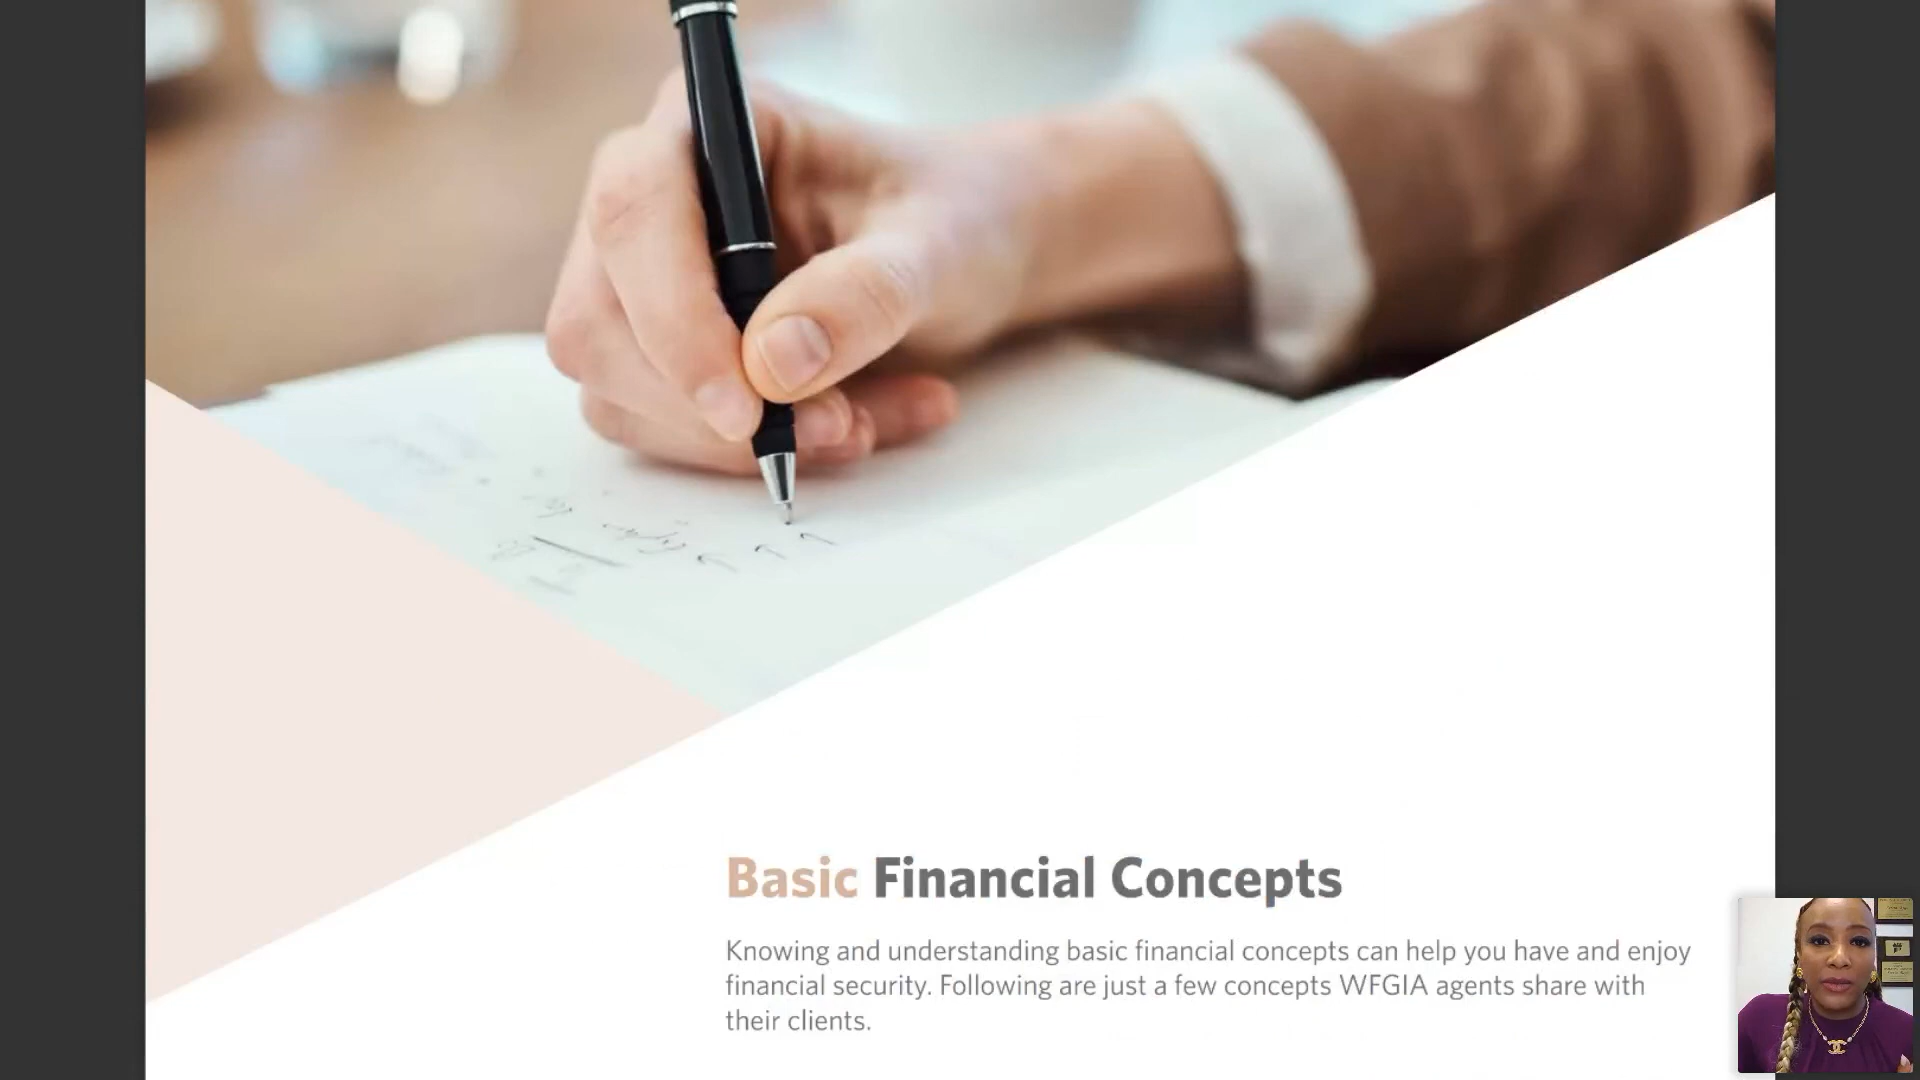 Basic Financial Concepts
Knowing and understanding basic financial concepts can help you have and enjoy
financial security. Following are just a few concepts WFGIA agents share with
their clients.